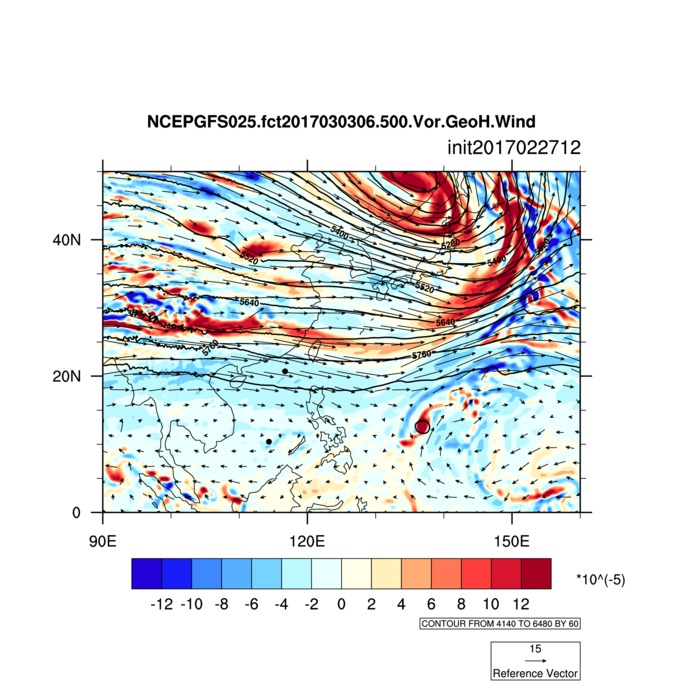 NCEPGFS025.fct2017030306.500.Vor.GeoH.Wind
init2017022712
5400
5280
5520
5400
5520
5640
5640
5760
5760
40N
20N
0
90E 120E 150E
-12 -10 -8 -6 -4 -2 0 2 4 6 8 10 12
*10^(-5)
CONTOUR FROM 4140 TO 6480 BY 60
15
Reference Vector